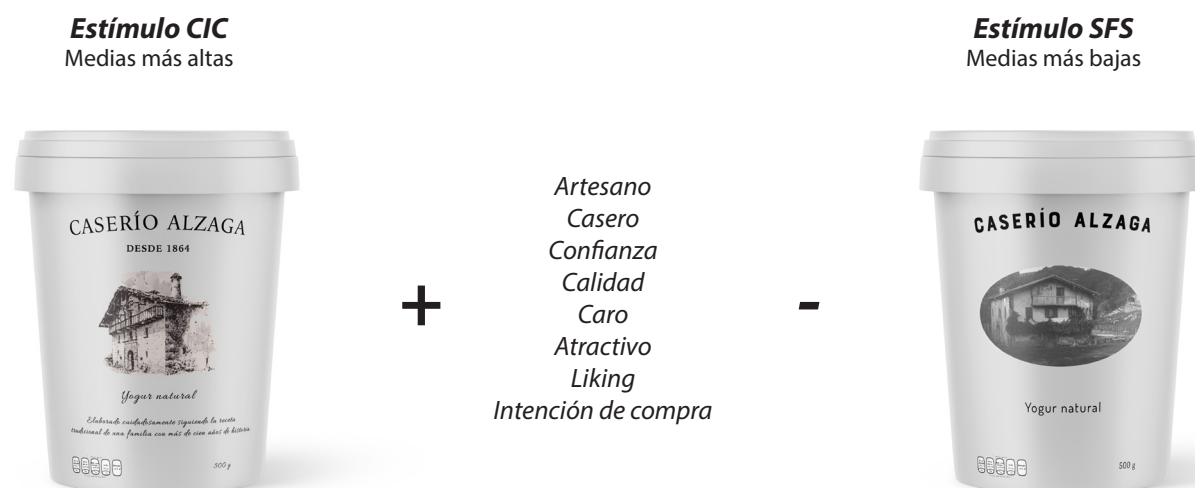 Estímulo CIC
Medias más altas
CASERÍO ALZAGA
DESDE 1864
Yogur natural
Elaborado cuidadosamente siguiendo la receta
tradicional de una familia con más de cien años de historia
500 g
+
Artesano
Casero
Confianza
Calidad
Caro
Atractivo
Liking
Intención de compra
-
Estímulo SFS
Medias más bajas
CASERÍO ALZAGA
Yogur natural
500 g